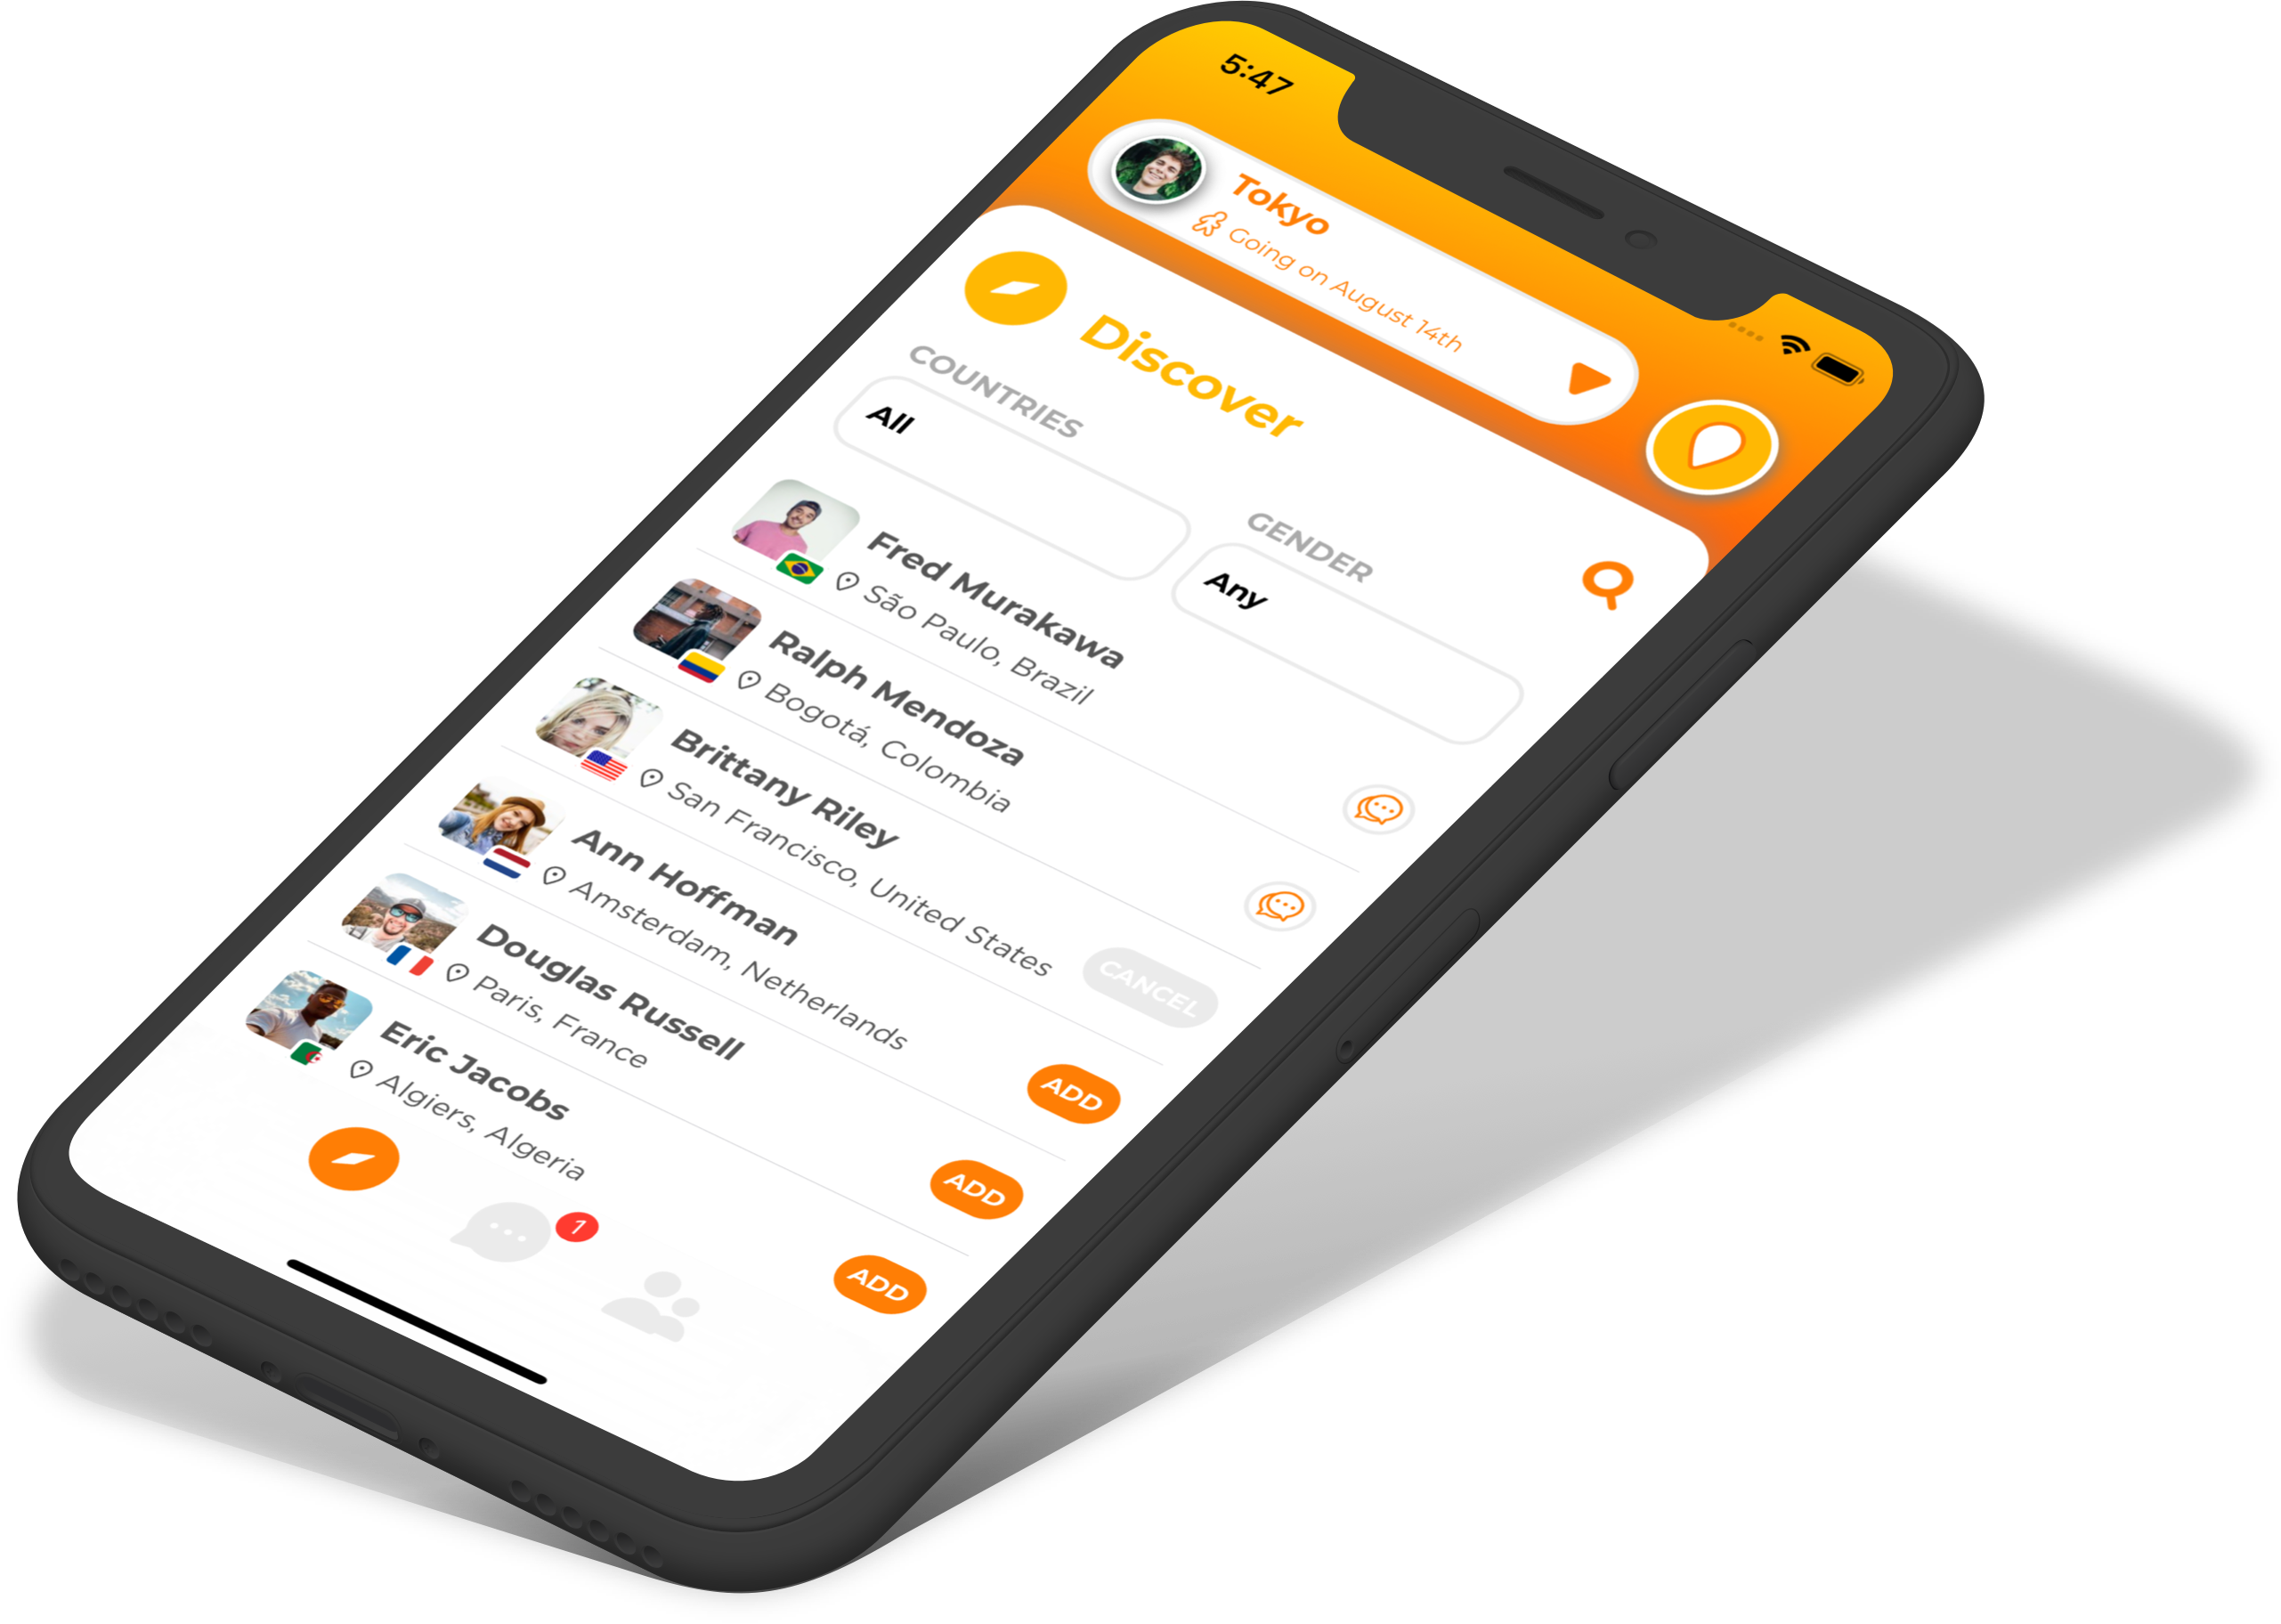 5:47
Tokyo
Going on August 14th
Discover
COUNTRIES
All
GENDER
Any
Fred Murakawa
São Paulo, Brazil
Ralph Mendoza
Bogotá, Colombia
Brittany Riley
San Francisco, United States
CANCEL
Ann Hoffman
Amsterdam, Netherlands
ADD
Douglas Russell
Paris, France
ADD
Eric Jacobs
Algiers, Algeria
ADD
1